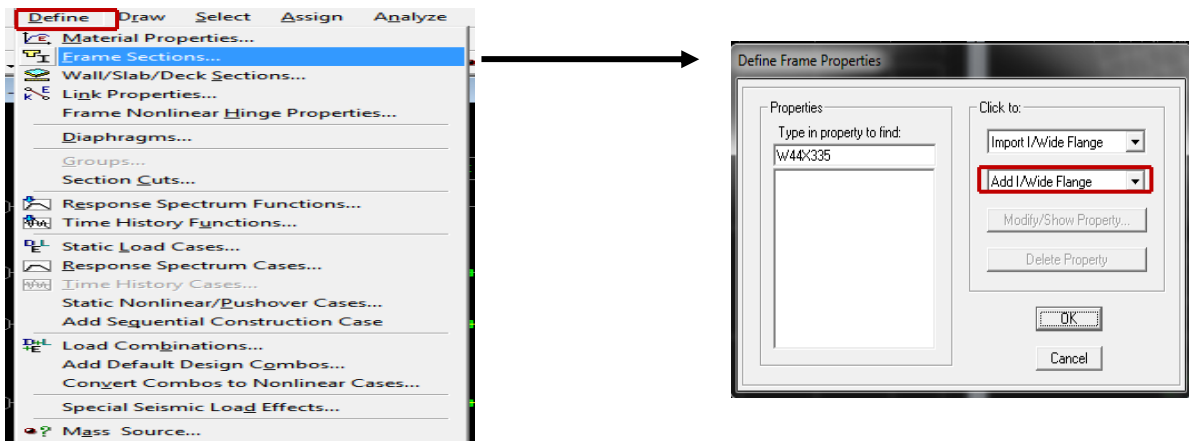 Define Draw Select Assign Analyze
Material Properties...
Frame Sections...
Wall/Slab/Deck Sections...
Link Properties...
Frame Nonlinear Hinge Properties...
Diaphragms...
Groups...
Section Cuts...
Response Spectrum Functions...
Time History Functions...
Static Load Cases...
Response Spectrum Cases...
Time History Cases...
Static Nonlinear/Pushover Cases...
Add Sequential Construction Case
Load Combinations...
Add Default Design Combos...
Convert Combos to Nonlinear Cases...
Special Seismic Load Effects...
Mass Source...
Define Frame Properties
Properties
Type in property to find:
W44X335
Click to:
Import I/Wide Flange
Add I/Wide Flange
Modify/Show Property...
Delete Property
OK
Cancel